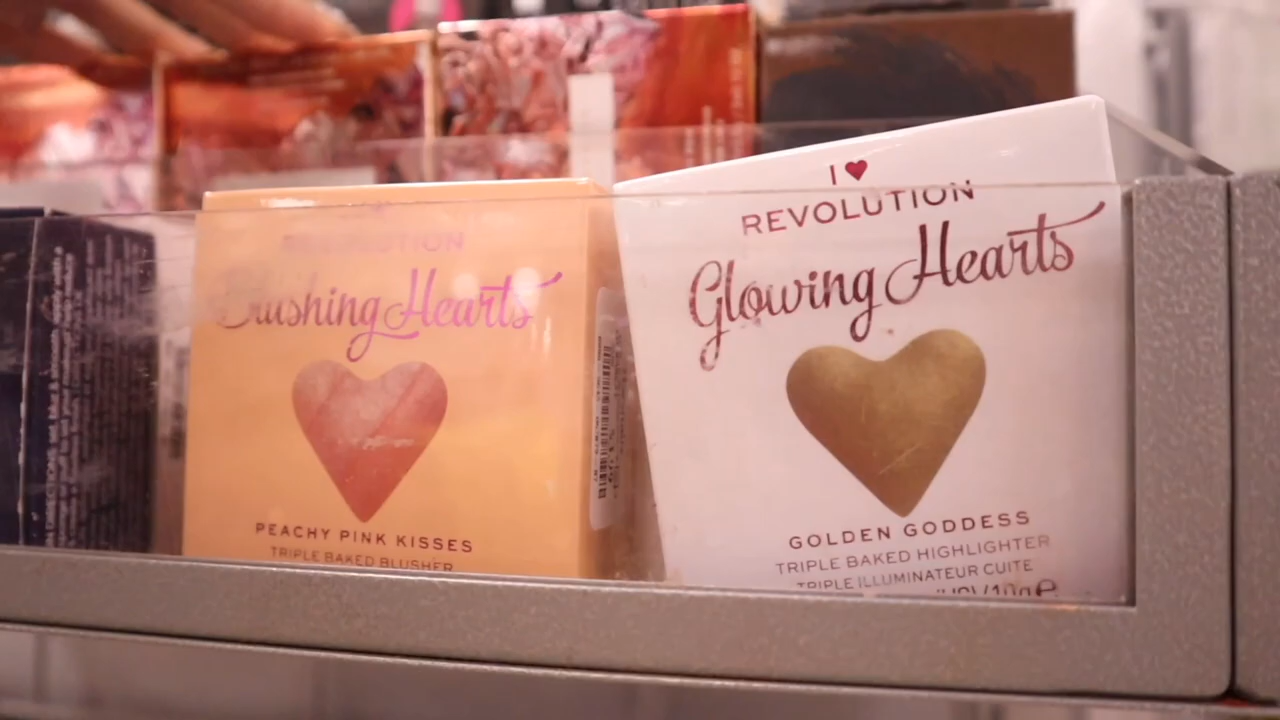 REVOLUTION
Blushing Hearts
PEACHY PINK KISSES
TRIPLE BAKED BLUSHER
I ♥
REVOLUTION
Glowing Hearts
GOLDEN GODDESS
TRIPLE BAKED HIGHLIGHTER
TRIPLE ILLUMINATEUR CUITE